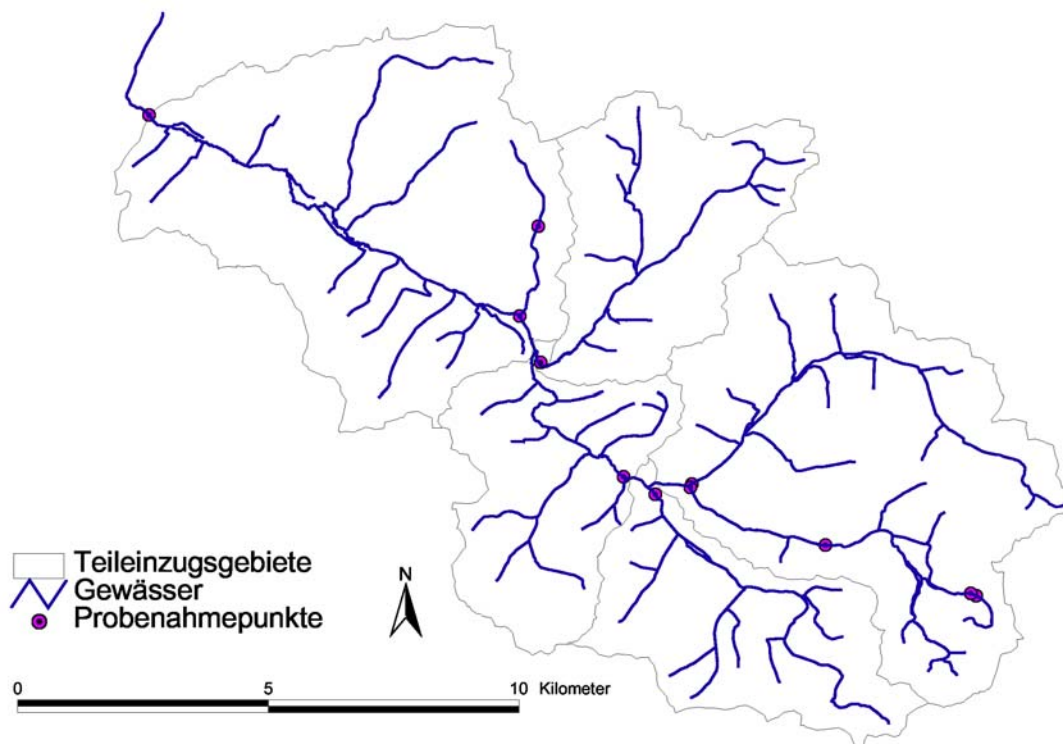 Teileinzugsgebiete
Gewässer
Probenahmepunkte
N
0 5 10 Kilometer